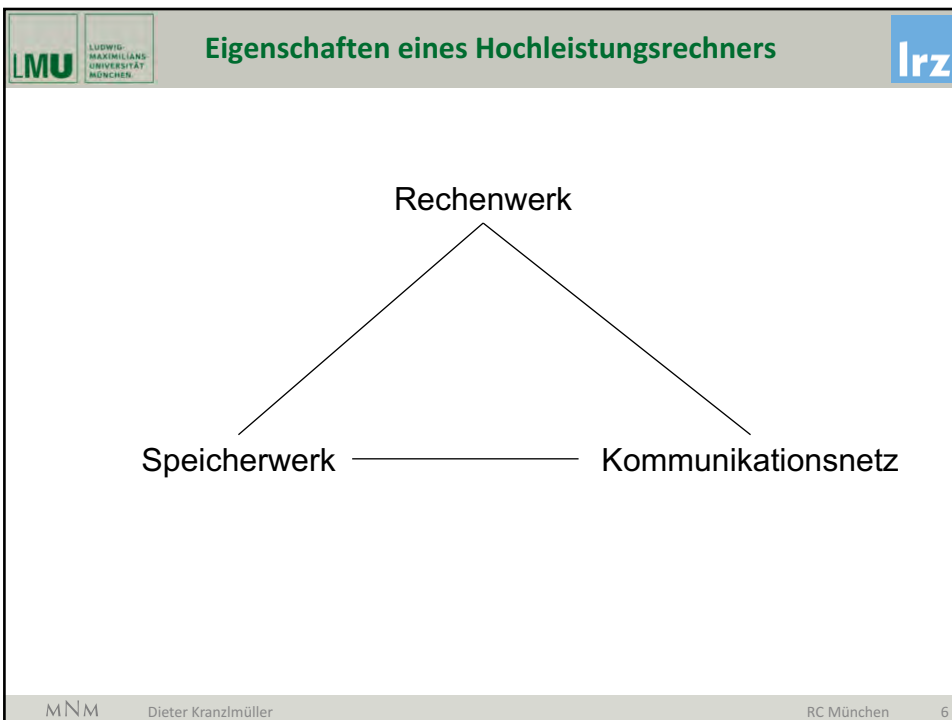 LMU
LUDWIG-
MAXIMILIANS
UNIVERSITÄT
MÜNCHEN
Eigenschaften eines Hochleistungsrechners
lrz
Rechenwerk
Speicherwerk
Kommunikationsnetz
MNM Dieter Kranzlmüller RC München 6